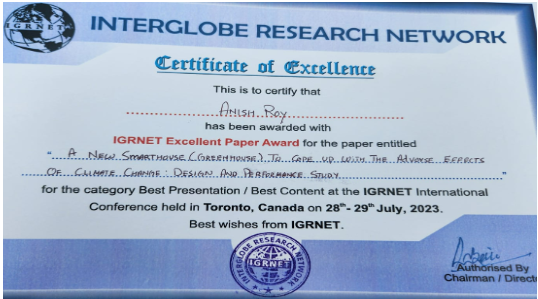 IGRNET
INTERGLOBE RESEARCH NETWORK
Certificate of Excellence
This is to certify that
ANISH ROY
has been awarded with
IGRNET Excellent Paper Award for the paper entitled
" A NEW SMARTHOUSE (GREENHOUSE) TO COPE UP WITH THE ADVERSE EFFECTS
OF CLIMATE CHANGE: DESIGN AND PERFORMANCE STUDY "
for the category Best Presentation / Best Content at the IGRNET International
Conference held in Toronto, Canada on 28th- 29th July, 2023.
Best wishes from IGRNET.
INTERGLOBE RESEARCH NETWORK
IGRNET
Authorised By
Chairman /